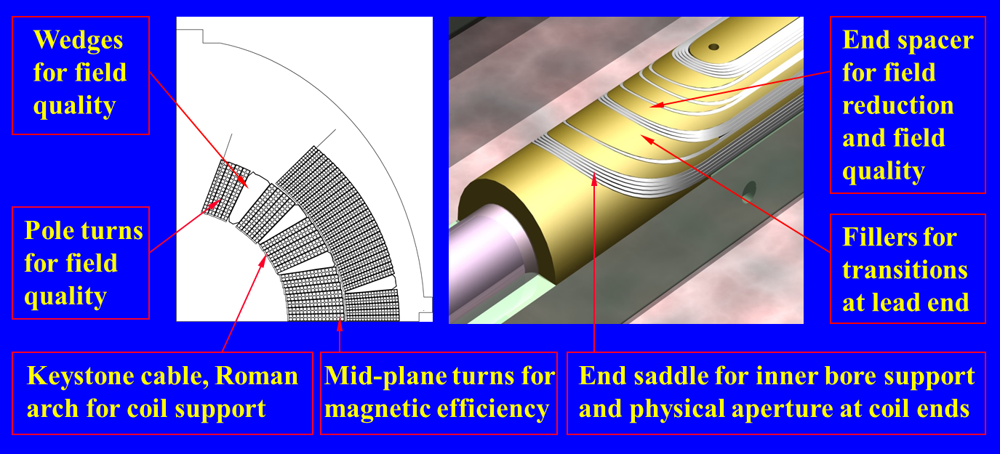 Wedges
for field
quality
Pole turns
for field
quality
Keystone cable, Roman
arch for coil support
Mid-plane turns for
magnetic efficiency
End saddle for inner bore support
and physical aperture at coil ends
End spacer
for field
reduction
and field
quality
Fillers for
transitions
at lead end